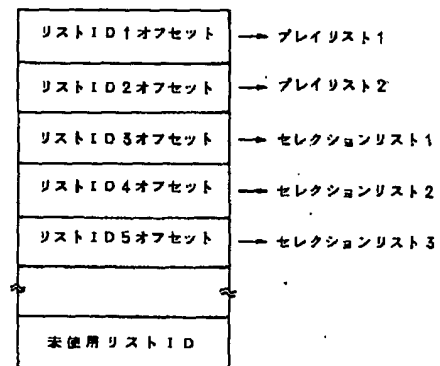 リストID1オフセット → プレイリスト1
リストID2オフセット → プレイリスト2
リストID3オフセット → セレクションリスト1
リストID4オフセット → セレクションリスト2
リストID5オフセット → セレクションリスト3
未使用リストID